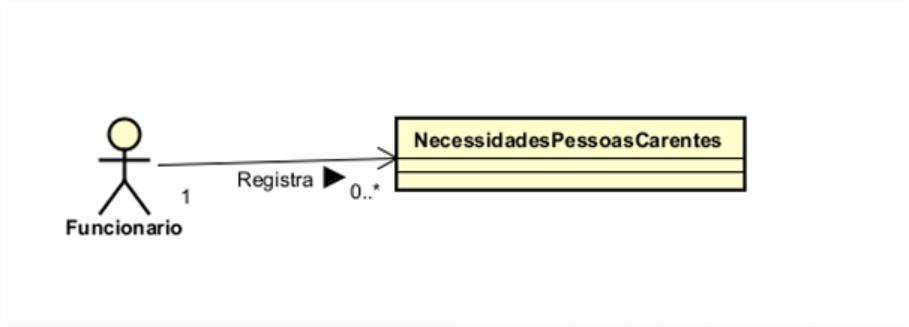 NecessidadesPessoasCarentes
Registra
0..*
1
Funcionario